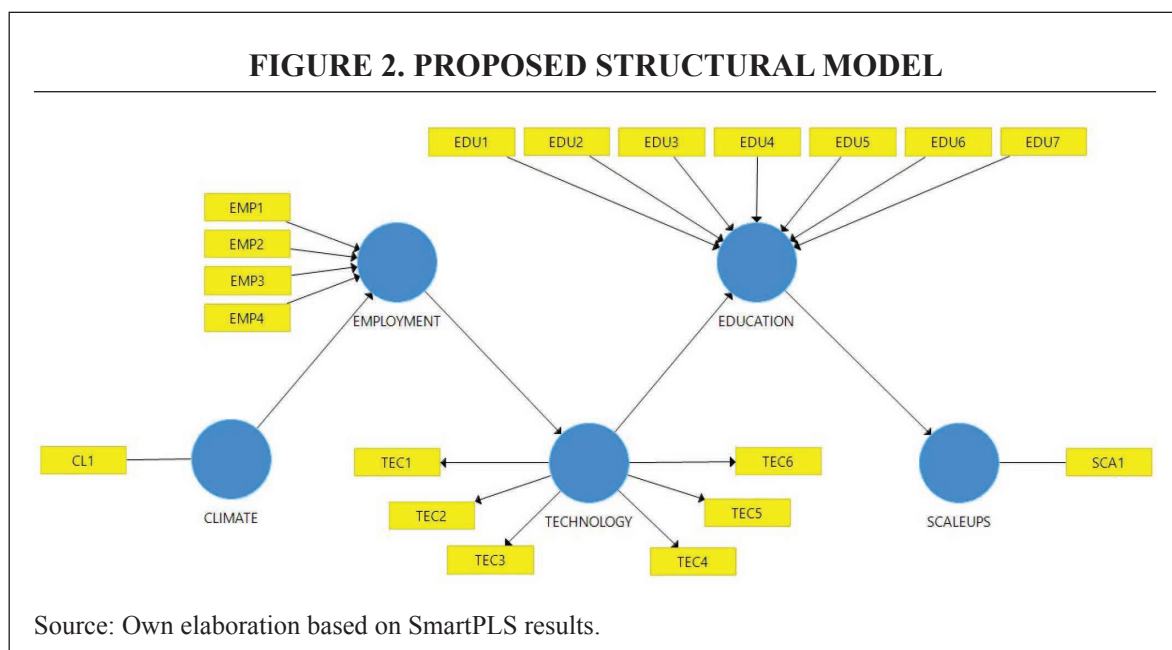 FIGURE 2. PROPOSED STRUCTURAL MODEL
EDU1 EDU2 EDU3 EDU4 EDU5 EDU6 EDU7
EMP1
EMP2
EMP3
EMP4
EMPLOYMENT
EDUCATION
CL1
CLIMATE
TEC1
TEC2
TEC3
TECHNOLOGY
TEC6
TEC5
TEC4
SCA1
SCALEUPS
Source: Own elaboration based on SmartPLS results.